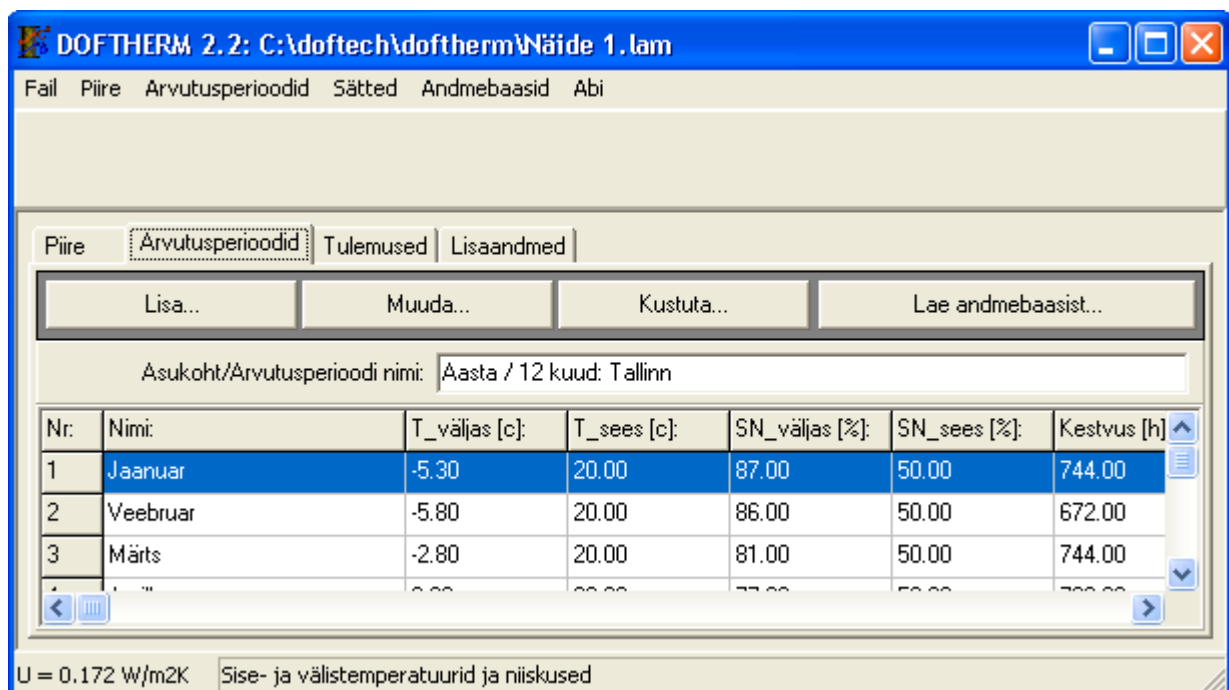 DOFTHERM 2.2: C:\doftech\doftherm\Näide 1.lam
Fail Piire Arvutusperioodid Sätted Andmebaasid Abi
Piire Arvutusperioodid Tulemused Lisaandmed
Lisa... Muuda... Kustuta... Lae andmebaasist...
Asukoht/Arvutusperioodi nimi: Aasta / 12 kuud: Tallinn
Nr: Nimi: T_väljas [c]: T_sees [c]: SN_väljas [%]: SN_sees [%]: Kestvus [h]
1 Jaanuar -5.30 20.00 87.00 50.00 744.00
2 Veebruar -5.80 20.00 86.00 50.00 672.00
3 Märts -2.80 20.00 81.00 50.00 744.00
U = 0.172 W/m2K Sise- ja välistemperatuurid ja niiskused